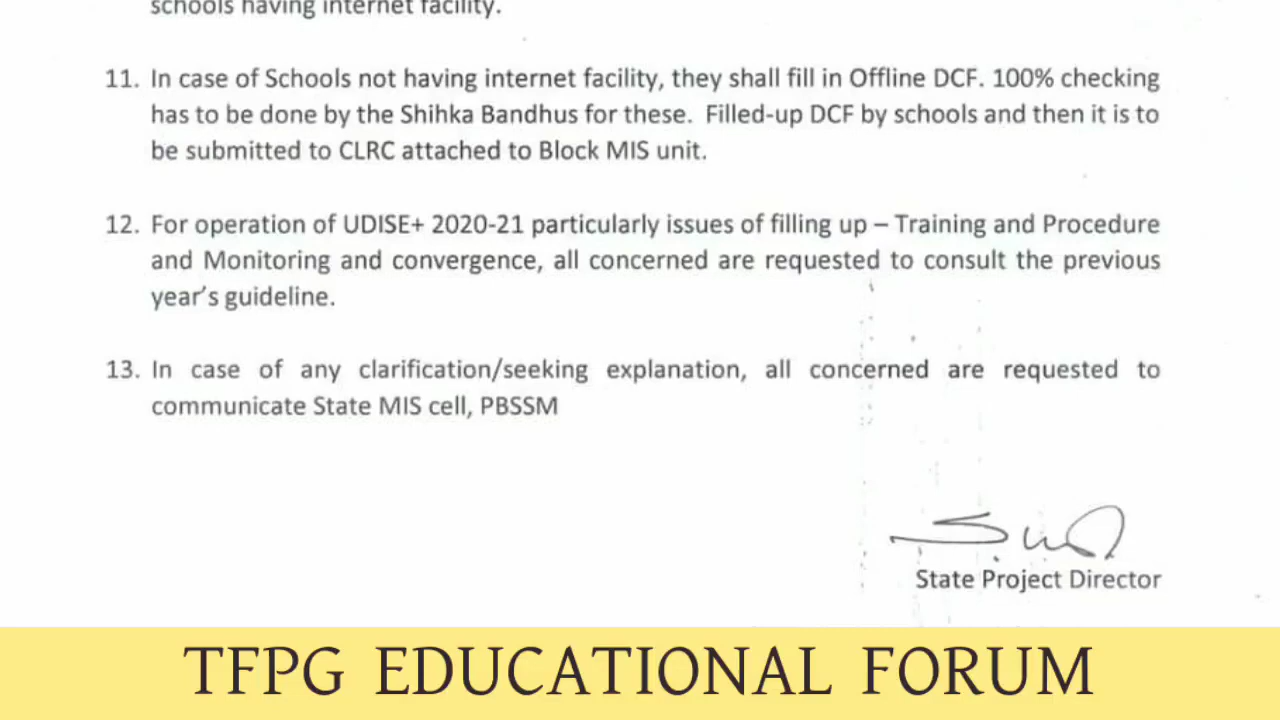 schools having internet facility.
11. In case of Schools not having internet facility, they shall fill in Offline DCF. 100% checking
has to be done by the Shihka Bandhus for these. Filled-up DCF by schools and then it is to
be submitted to CLRC attached to Block MIS unit.
12. For operation of UDISE+ 2020-21 particularly issues of filling up – Training and Procedure
and Monitoring and convergence, all concerned are requested to consult the previous
year's guideline.
13. In case of any clarification/seeking explanation, all concerned are requested to
communicate State MIS cell, PBSSM
State Project Director
TFPG EDUCATIONAL FORUM